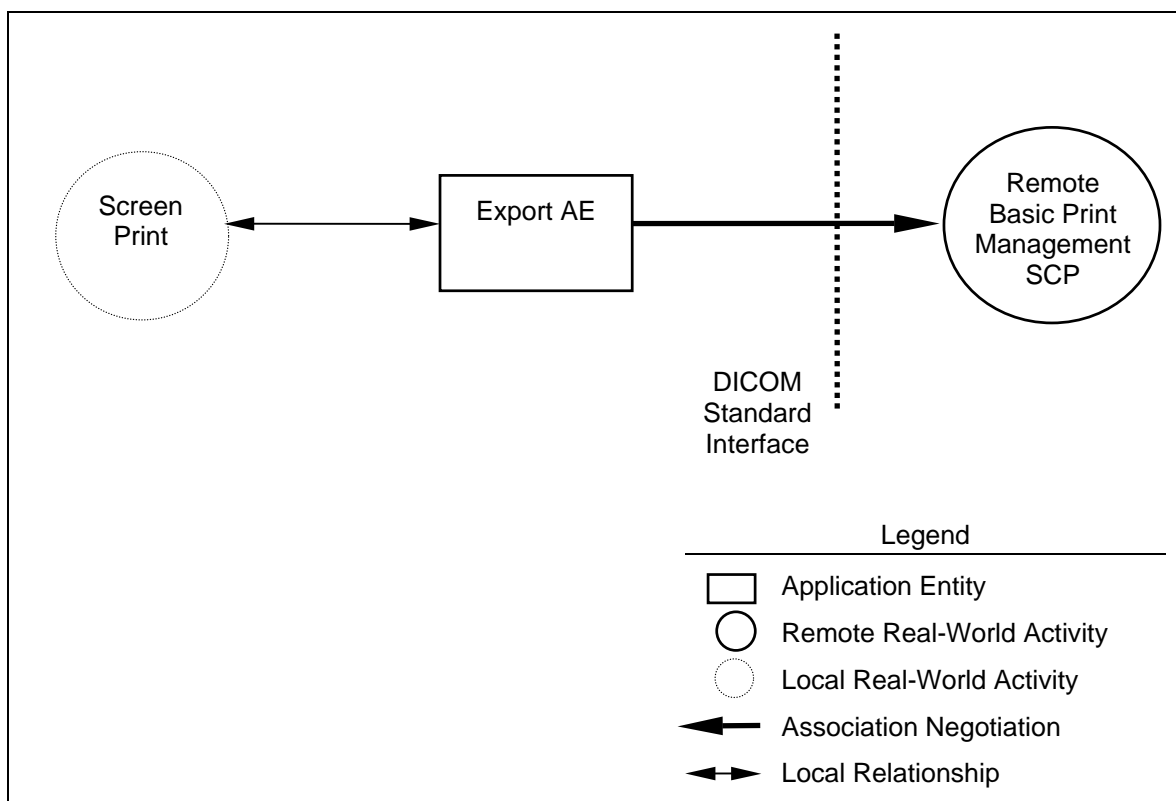 Screen
Print
Export AE
Remote
Basic Print
Management
SCP
DICOM
Standard
Interface
Legend
Application Entity
Remote Real-World Activity
Local Real-World Activity
Association Negotiation
Local Relationship